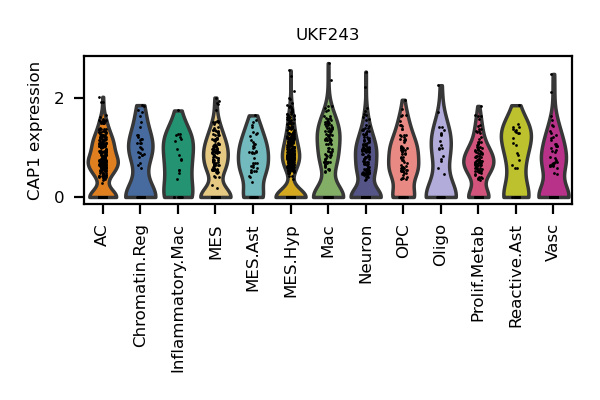 UKF243
CAP1 expression
2
0
AC
Chromatin.Reg
Inflammatory.Mac
MES
MES.Ast
MES.Hyp
Mac
Neuron
OPC
Oligo
Prolif.Metab
Reactive.Ast
Vasc